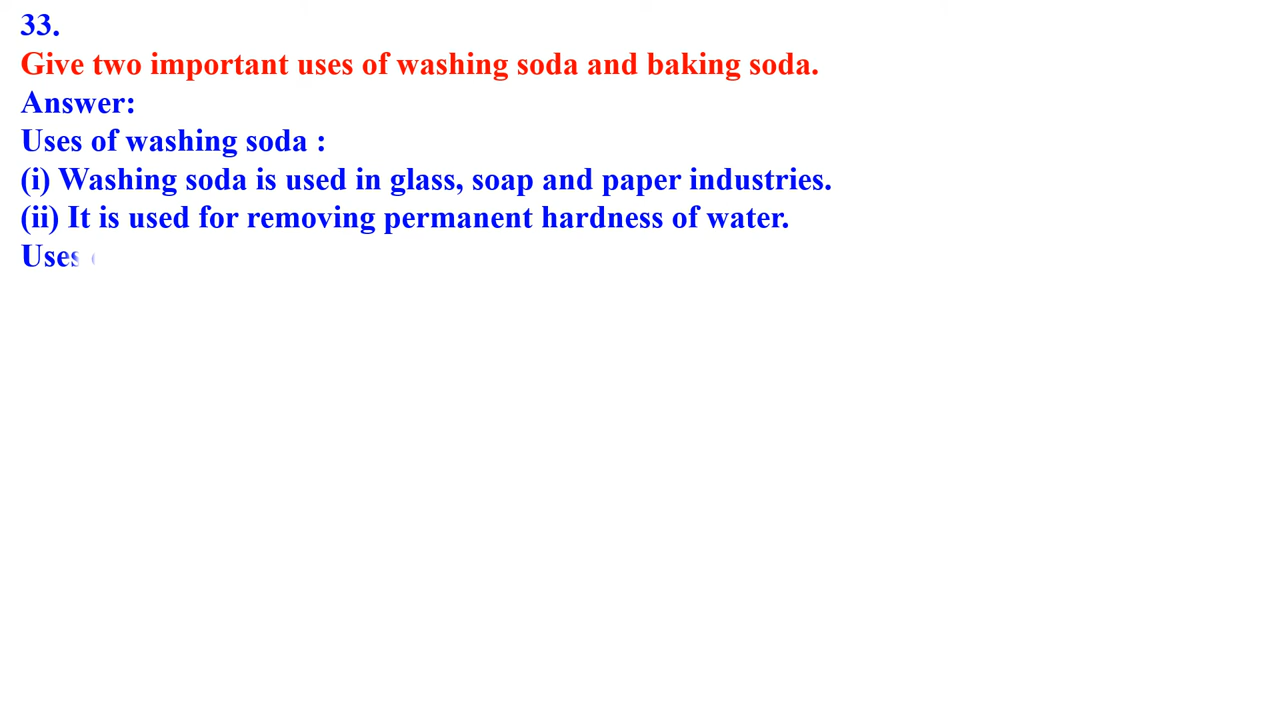 33.
Give two important uses of washing soda and baking soda.
Answer:
Uses of washing soda :
(i) Washing soda is used in glass, soap and paper industries.
(ii) It is used for removing permanent hardness of water.
Uses